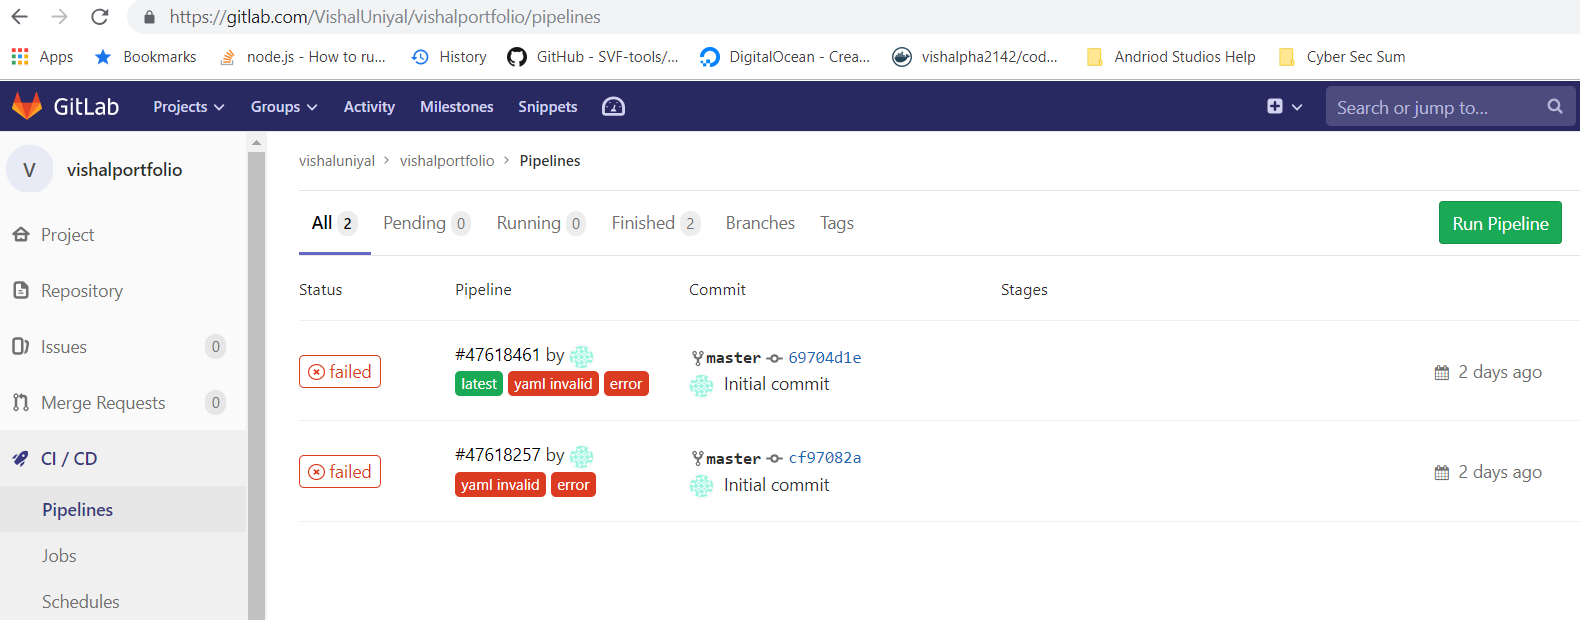 https://gitlab.com/VishalUniyal/vishalportfolio/pipelines
Apps Bookmarks node.js - How to ru... History GitHub - SVF-tools/... DigitalOcean - Crea... vishalpha2142/cod... Andriod Studios Help Cyber Sec Sum
GitLab Projects Groups Activity Milestones Snippets Search or jump to...
V vishalportfolio
Project
Repository
Issues 0
Merge Requests 0
CI / CD
Pipelines
Jobs
Schedules
vishaluniyal > vishalportfolio > Pipelines
All 2 Pending 0 Running 0 Finished 2 Branches Tags Run Pipeline
Status Pipeline Commit Stages
failed #47618461 by master 69704d1e 2 days ago
latest yaml invalid error Initial commit
failed #47618257 by master cf97082a 2 days ago
yaml invalid error Initial commit